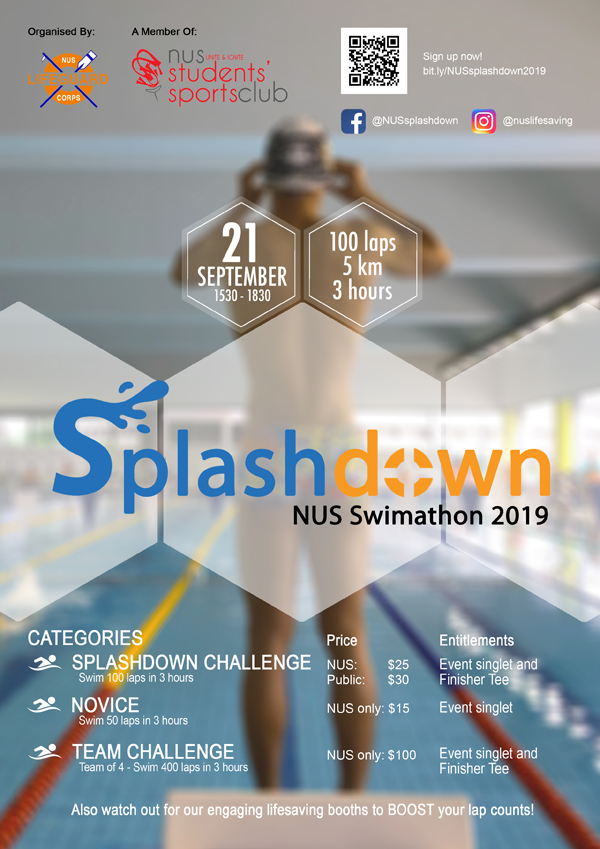 Organised By:
A Member Of:
NUS
LIFEGUARD
CORPS
nus UNITE & IGNITE
students'
sportsclub
Sign up now!
bit.ly/NUSsplashdown2019
@NUSsplashdown
@nuslifesaving
21
SEPTEMBER
1530 - 1830
100 laps
5 km
3 hours
Splashdown
NUS Swimathon 2019
CATEGORIES Price Entitlements
SPLASHDOWN CHALLENGE
Swim 100 laps in 3 hours
NUS: $25
Public: $30
Event singlet and
Finisher Tee
NOVICE
Swim 50 laps in 3 hours
NUS only: $15
Event singlet
TEAM CHALLENGE
Team of 4 - Swim 400 laps in 3 hours
NUS only: $100
Event singlet and
Finisher Tee
Also watch out for our engaging lifesaving booths to BOOST your lap counts!